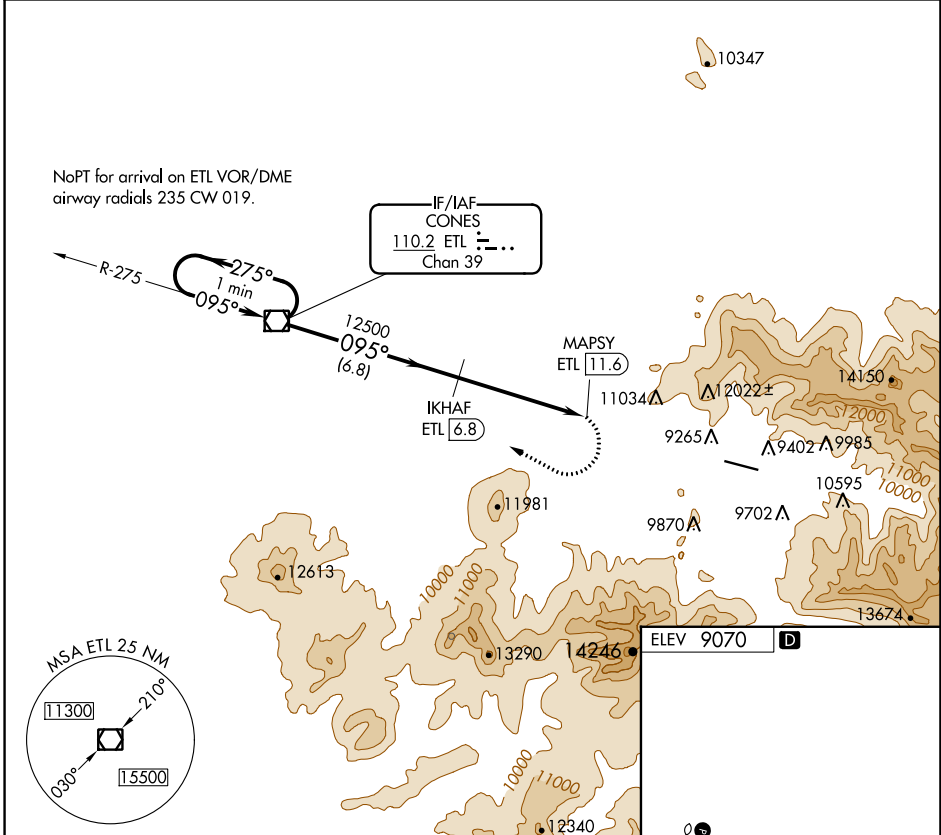 10347
NoPT for arrival on ETL VOR/DME
airway radials 235 CW 019.
IF/IAF
CONES
110.2 ETL
Chan 39
R-275
275°
1 min
095°
12500
095°
(6.8)
MAPSY
ETL 11.6
IKHAF
ETL 6.8
11034
12022±
14150
12000
9265
9402
9985
11000
10000
10595
9702
9870
11981
12613
10000
11000
13290
14246
13674
ELEV 9070 D
MSA ETL 25 NM
11300
210°
030°
15500
10000
11000
12340
P